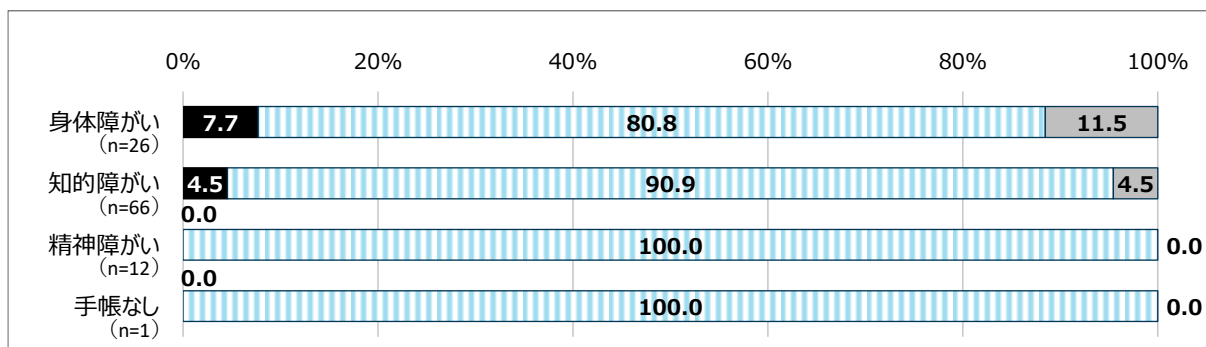 0% 20% 40% 60% 80% 100%
身体障がい 7.7 80.8 11.5
（n=26）
知的障がい 4.5 90.9 4.5
（n=66）
0.0
精神障がい 100.0 0.0
（n=12）
0.0
手帳なし 100.0 0.0
（n=1）